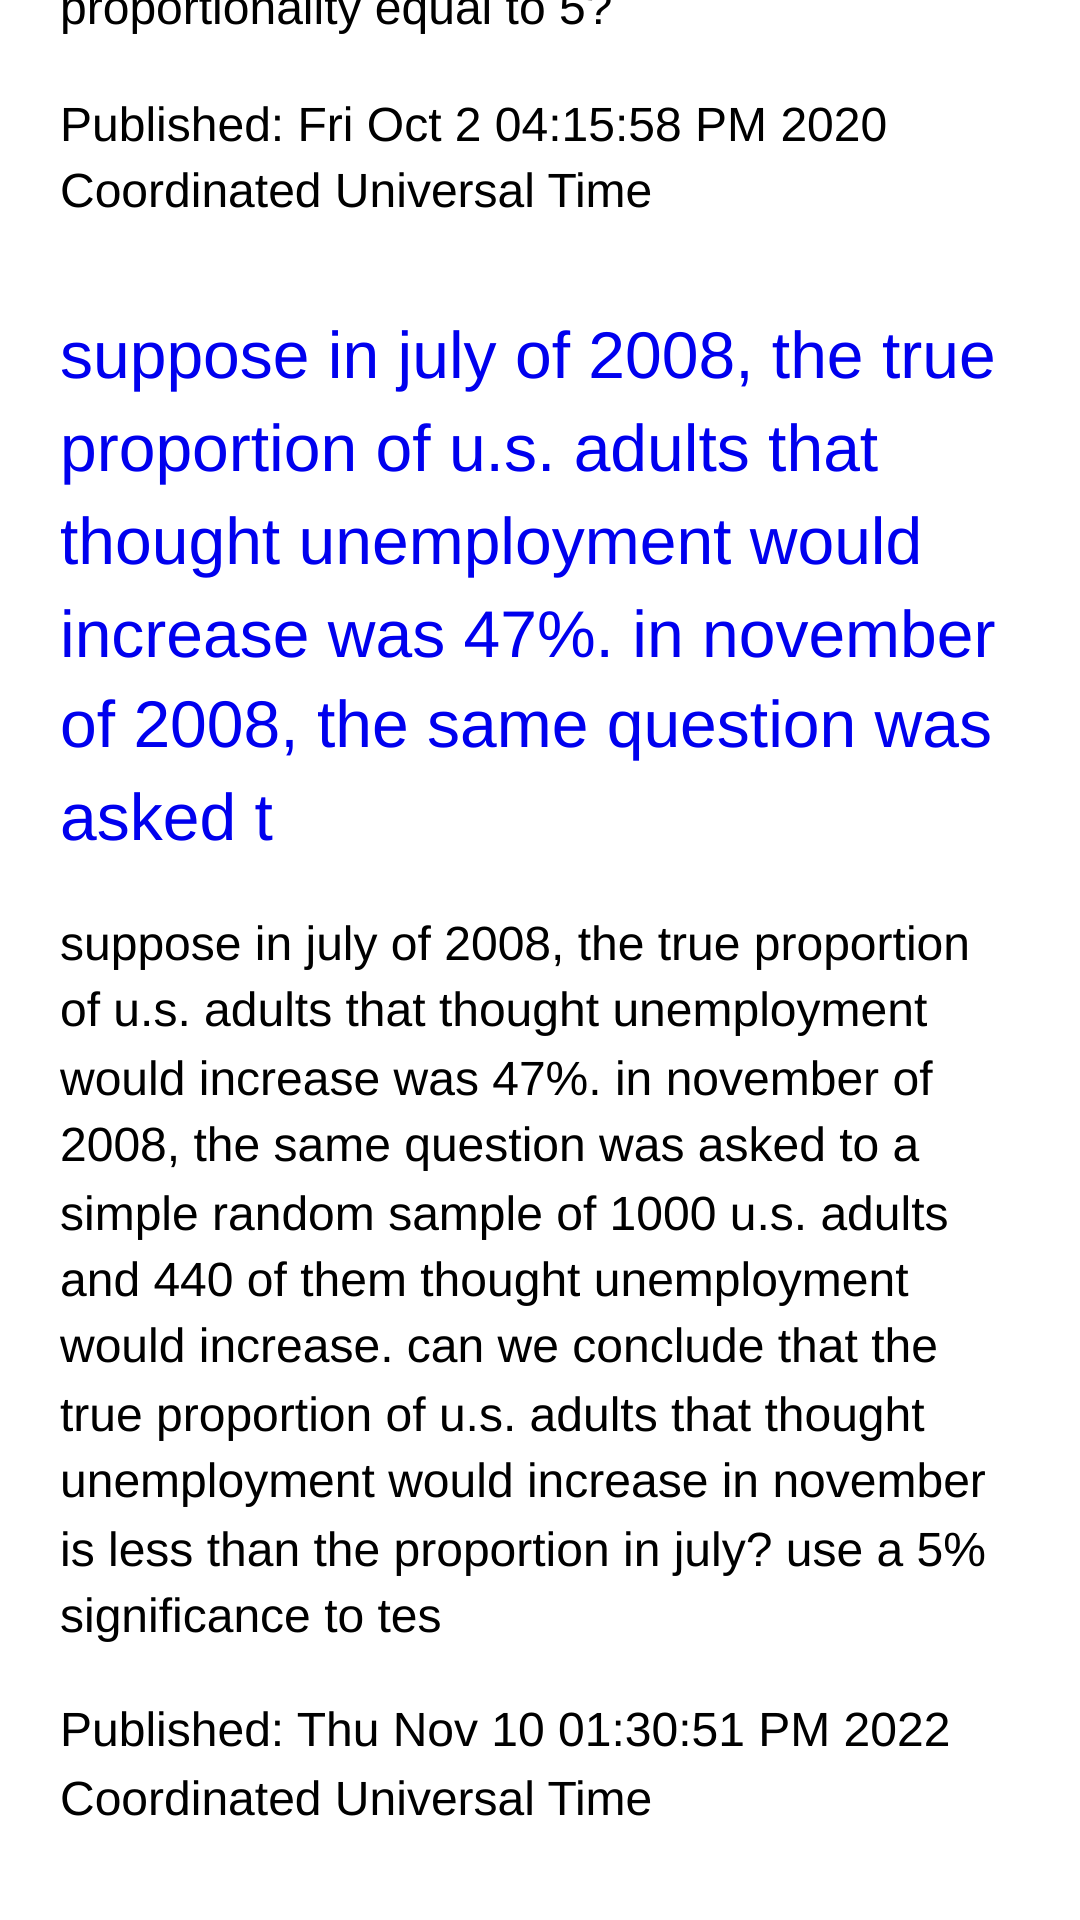 proportionality equal to 5?
Published: Fri Oct 2 04:15:58 PM 2020
Coordinated Universal Time
suppose in july of 2008, the true
proportion of u.s. adults that
thought unemployment would
increase was 47%. in november
of 2008, the same question was
asked t
suppose in july of 2008, the true proportion
of u.s. adults that thought unemployment
would increase was 47%. in november of
2008, the same question was asked to a
simple random sample of 1000 u.s. adults
and 440 of them thought unemployment
would increase. can we conclude that the
true proportion of u.s. adults that thought
unemployment would increase in november
is less than the proportion in july? use a 5%
significance to tes
Published: Thu Nov 10 01:30:51 PM 2022
Coordinated Universal Time